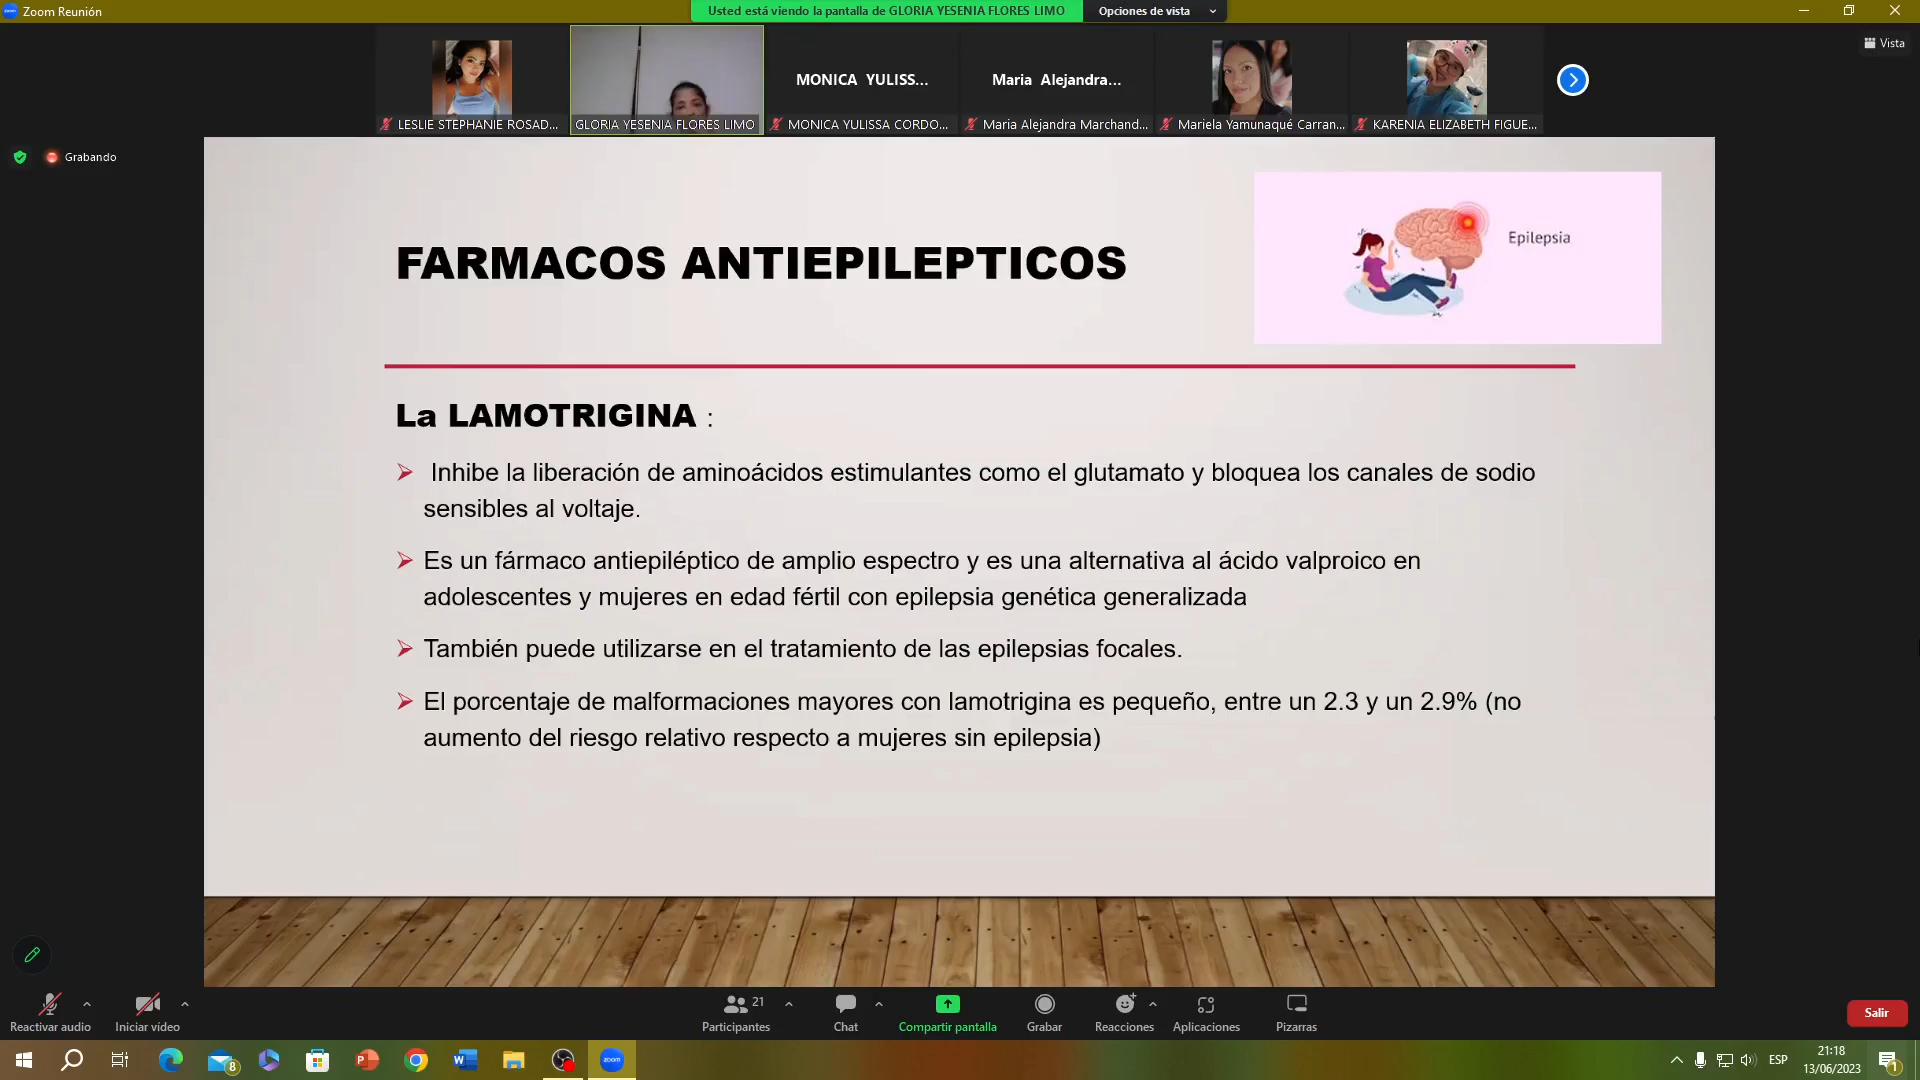 Zoom Reunión
Usted está viendo la pantalla de GLORIA YESENIA FLORES LIMO
Opciones de vista
Vista
MONICA YULISS...
Maria Alejandra...
LESLIE STEPHANIE ROSAD...
GLORIA YESENIA FLORES LIMO
MONICA YULISSA CORDO...
Maria Alejandra Marchand...
Mariela Yamunaqué Carran...
KARENIA ELIZABETH FIGUE...
Grabando
FARMACOS ANTIEPILEPTICOS
Epilepsia
La LAMOTRIGINA :
Inhibe la liberación de aminoácidos estimulantes como el glutamato y bloquea los canales de sodio
sensibles al voltaje.
Es un fármaco antiepiléptico de amplio espectro y es una alternativa al ácido valproico en
adolescentes y mujeres en edad fértil con epilepsia genética generalizada
También puede utilizarse en el tratamiento de las epilepsias focales.
El porcentaje de malformaciones mayores con lamotrigina es pequeño, entre un 2.3 y un 2.9% (no
aumento del riesgo relativo respecto a mujeres sin epilepsia)
Reactivar audio
Iniciar vídeo
21
Participantes
Chat
Compartir pantalla
Grabar
Reacciones
Aplicaciones
Pizarras
Salir
8
zoom
ESP
21:18
13/06/2023
1